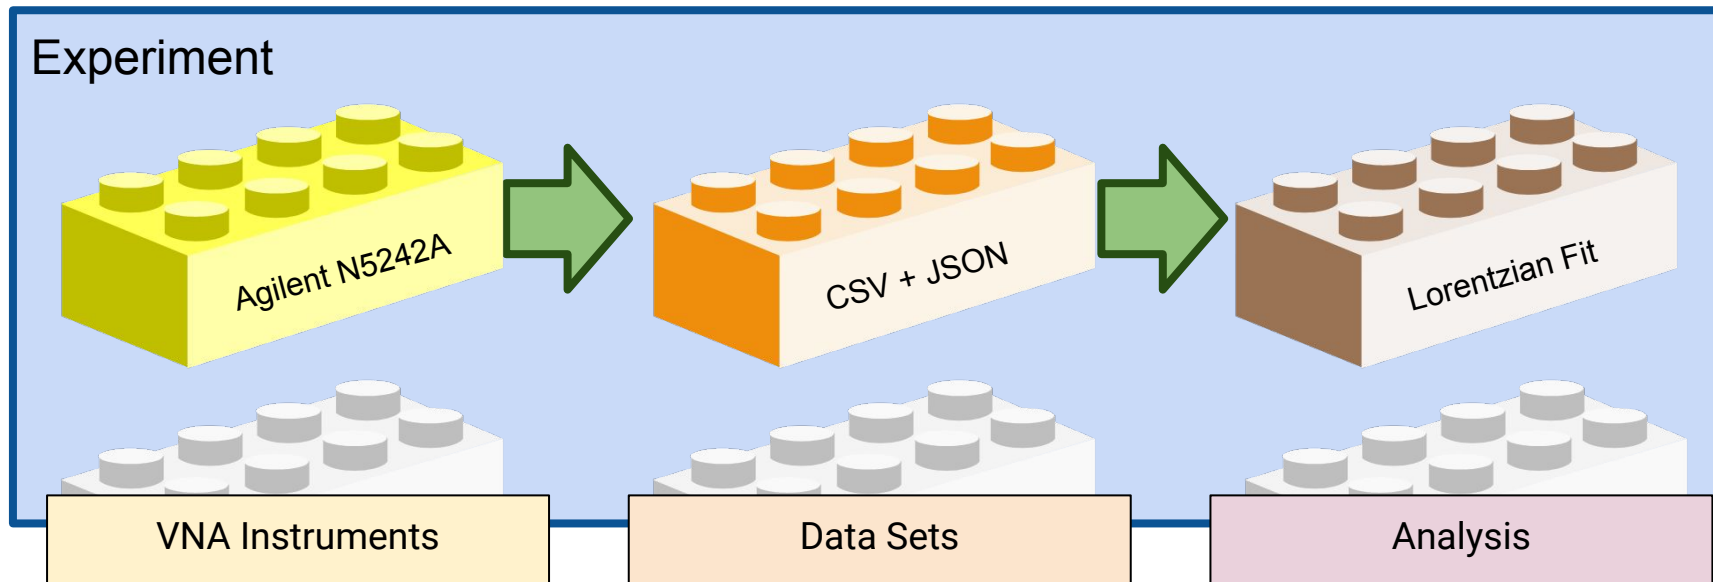 Experiment
Agilent N5242A
CSV + JSON
Lorentzian Fit
VNA Instruments
Data Sets
Analysis